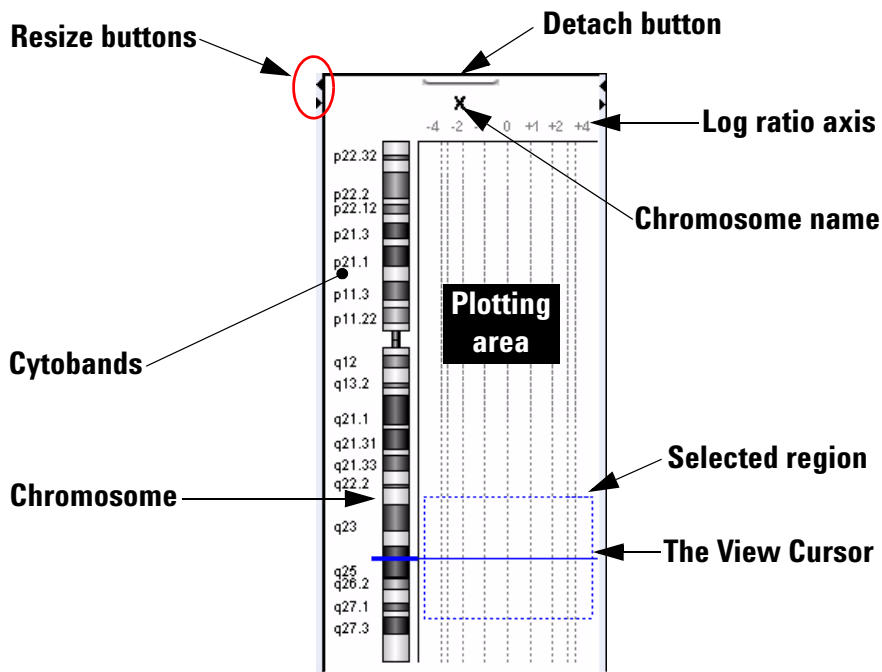 Resize buttons
Detach button
X
-4 -2 0 +1 +2 +4
Log ratio axis
Chromosome name
p22.32
p22.2
p22.12
p21.3
p21.1
p11.3
p11.22
Plotting
area
Cytobands
q12
q13.2
q21.1
q21.31
q21.33
q22.2
Selected region
Chromosome
q23
The View Cursor
q25
q26.2
q27.1
q27.3